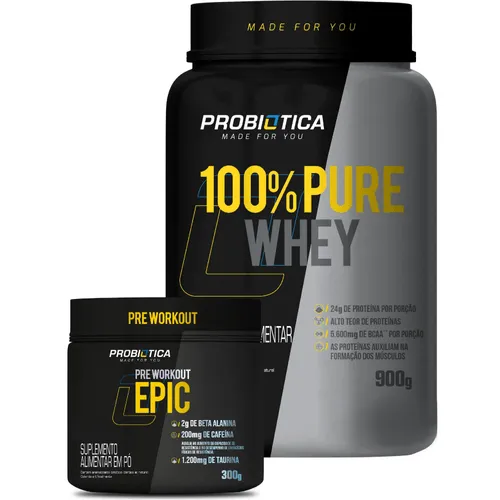 MADE FOR YOU
PROBIOTICA
MADE FOR YOU
100% PURE
WHEY
24g DE PROTEÍNA POR PORÇÃO
ALTO TEOR DE PROTEÍNAS
6.600mg DE BCAA POR PORÇÃO
AS PROTEÍNAS AUXILIAM NA
FORMAÇÃO DOS MÚSCULOS
900g
PRE WORKOUT
PROBIOTICA
MADE FOR YOU
PRE WORKOUT
EPIC
2g DE BETA ALANINA
200mg DE CAFEÍNA
1.200mg DE TAURINA
SUPLEMENTO
ALIMENTAR EM PÓ
300g